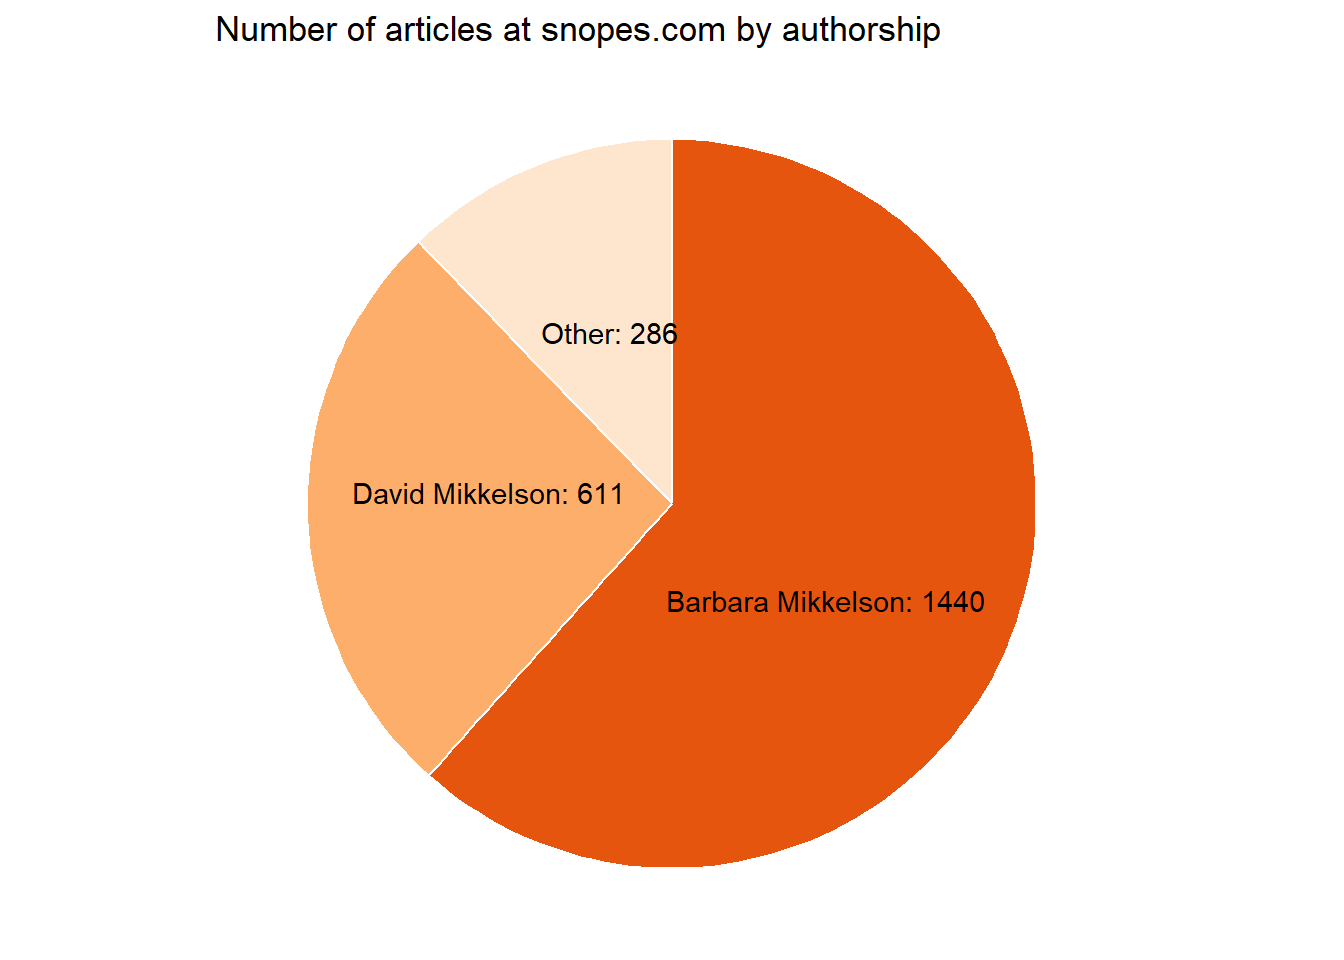 Number of articles at snopes.com by authorship
Other: 286
David Mikkelson: 611
Barbara Mikkelson: 1440